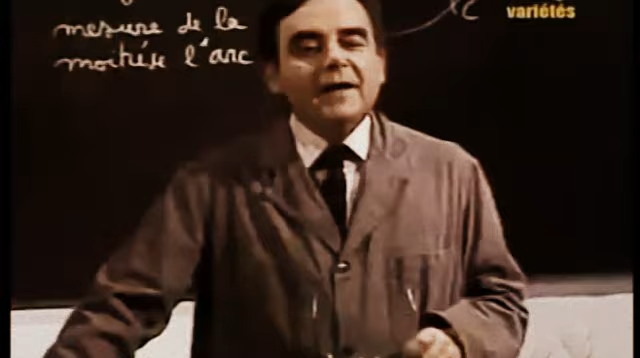 mesure de la
moitié l'arc
variétés